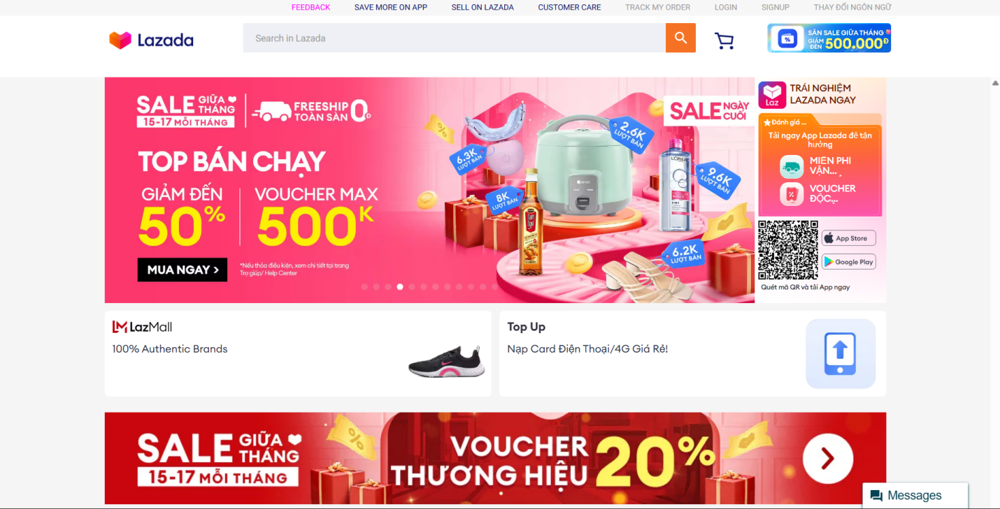 FEEDBACK
SAVE MORE ON APP
SELL ON LAZADA
CUSTOMER CARE
TRACK MY ORDER
LOGIN
SIGNUP
THAY ĐỔI NGÔN NGỮ
Lazada
Search in Lazada
SĂN SALE GIỮA THÁNG
GIẢM ĐẾN 500.000Đ
SALE GIỮA THÁNG
15-17 MỖI THÁNG
FREESHIP 0Đ
TOÀN SÀN
TOP BÁN CHẠY
GIẢM ĐẾN
50%
VOUCHER MAX
500K
MUA NGAY >
*Nếu thỏa điều kiện, xem chi tiết tại trang
Trợ giúp/ Help Center
SALE NGÀY CUỐI
6.3K
LƯỢT BÁN
2.6K
LƯỢT BÁN
8K
LƯỢT BÁN
9.6K
LƯỢT BÁN
6.2K
LƯỢT BÁN
L'ORÉAL
Laz
TRẢI NGHIỆM
LAZADA NGAY
Đánh giá ...
Tải ngay App Lazada để tận
hưởng
MIỄN PHÍ
VẬN...
VOUCHER
ĐỘC...
App Store
Google Play
Quét mã QR và tải App ngay
LM LazMall
100% Authentic Brands
Top Up
Nạp Card Điện Thoại/4G Giá Rẻ!
SALE GIỮA THÁNG
15-17 MỖI THÁNG
VOUCHER
THƯƠNG HIỆU
20%
Messages